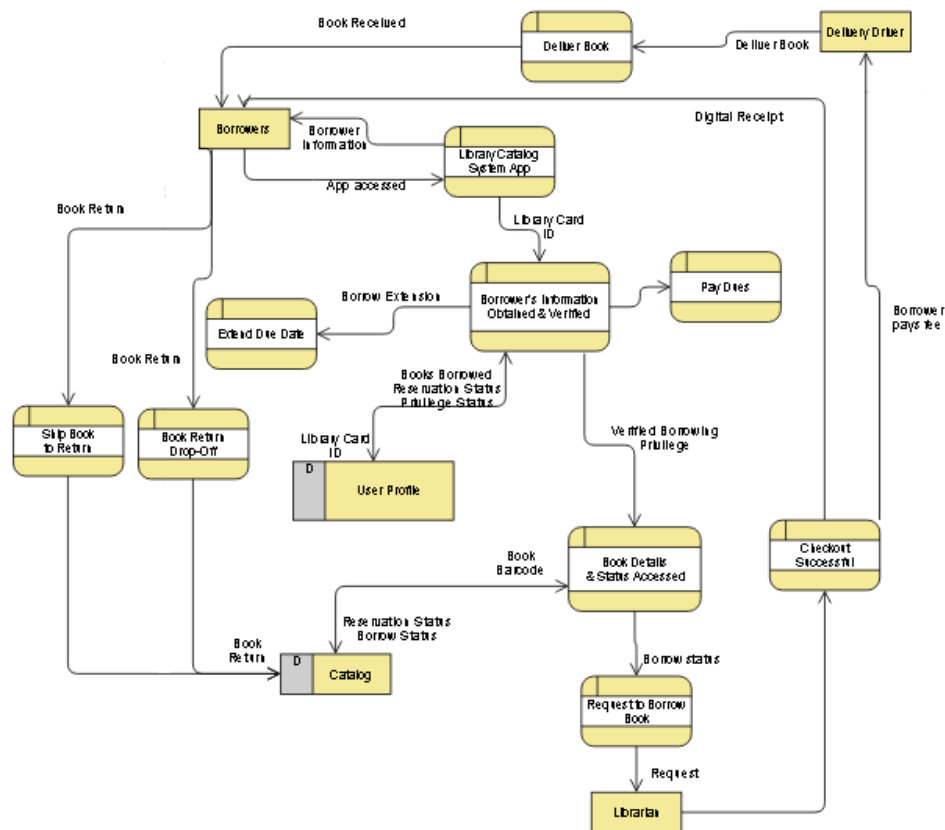 Book Received
Deliver Book
Deliver Book
Delivery Driver
Digital Receipt
Borrowers
Borrower
Information
Library Catalog
System App
App accessed
Book Return
Library Card
ID
Borrower's Information
Obtained & Verified
Pay Dues
Borrow Extension
Extend Due Date
Borrower
pays fee
Book Return
Books Borrowed
Reservation Status
Privilege Status
Ship Book
to Return
Book Return
Drop-Off
Verified Borrowing
Privilege
Library Card
ID
D
User Profile
Book
Barcode
Book Details
& Status Accessed
Checkout
Successful
Reservation Status
Borrow Status
Book
Return
D
Catalog
Borrow status
Request to Borrow
Book
Request
Librarian